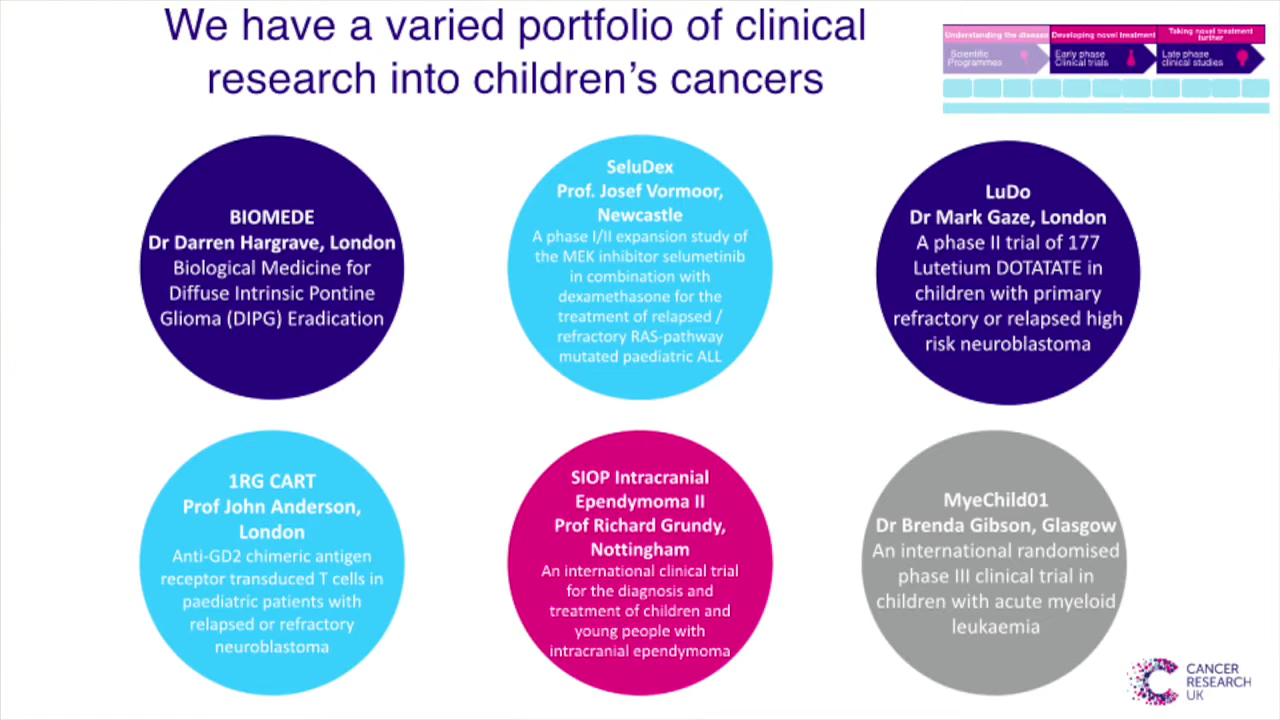 We have a varied portfolio of clinical
research into children's cancers
Understanding the disease
Developing novel treatment
Taking novel treatment
further
Scientific
Programmes
Early phase
Clinical trials
Late phase
clinical studies
BIOMEDE
Dr Darren Hargrave, London
Biological Medicine for
Diffuse Intrinsic Pontine
Glioma (DIPG) Eradication
SeluDex
Prof. Josef Vormoor,
Newcastle
A phase I/II expansion study of
the MEK inhibitor selumetinib
in combination with
dexamethasone for the
treatment of relapsed /
refractory RAS-pathway
mutated paediatric ALL
LuDo
Dr Mark Gaze, London
A phase II trial of 177
Lutetium DOTATATE in
children with primary
refractory or relapsed high
risk neuroblastoma
1RG CART
Prof John Anderson,
London
Anti-GD2 chimeric antigen
receptor transduced T cells in
paediatric patients with
relapsed or refractory
neuroblastoma
SIOP Intracranial
Ependymoma II
Prof Richard Grundy,
Nottingham
An international clinical trial
for the diagnosis and
treatment of children and
young people with
intracranial ependymoma
MyeChild01
Dr Brenda Gibson, Glasgow
An international randomised
phase III clinical trial in
children with acute myeloid
leukaemia
CANCER
RESEARCH
UK